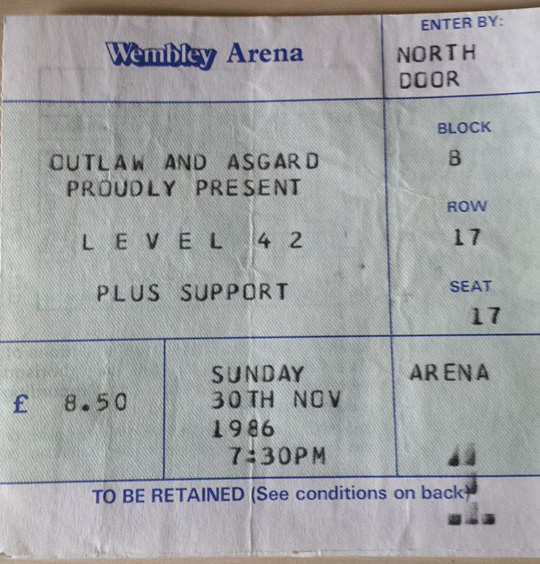 Wembley Arena
ENTER BY:
NORTH
DOOR
OUTLAW AND ASGARD
PROUDLY PRESENT
LEVEL 42
PLUS SUPPORT
BLOCK
B
ROW
17
SEAT
17
£ 8.50
SUNDAY
30TH NOV
1986
7:30PM
ARENA
TO BE RETAINED (See conditions on back)